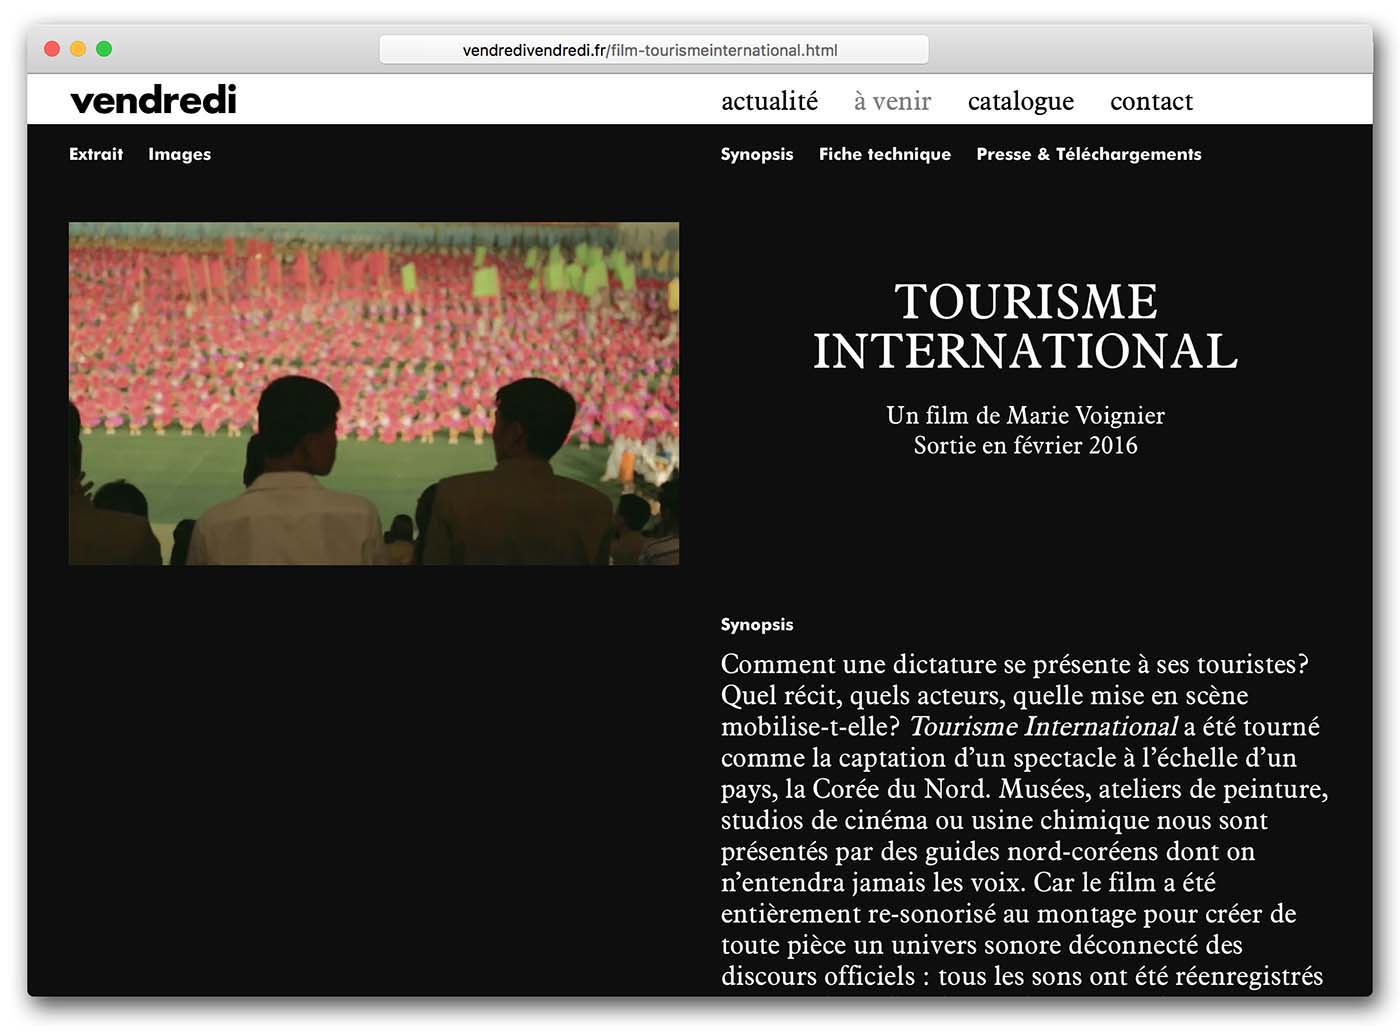 vendredivendredi.fr/film-tourismeinternational.html
vendredi
actualité à venir catalogue contact
Extrait Images
Synopsis Fiche technique Presse & Téléchargements
TOURISME
INTERNATIONAL
Un film de Marie Voignier
Sortie en février 2016
Synopsis
Comment une dictature se présente à ses touristes?
Quel récit, quels acteurs, quelle mise en scène
mobilise-t-elle? Tourisme International a été tourné
comme la captation d’un spectacle à l’échelle d’un
pays, la Corée du Nord. Musées, ateliers de peinture,
studios de cinéma ou usine chimique nous sont
présentés par des guides nord-coréens dont on
n’entendra jamais les voix. Car le film a été
entièrement re-sonorisé au montage pour créer de
toute pièce un univers sonore déconnecté des
discours officiels : tous les sons ont été réenregistrés